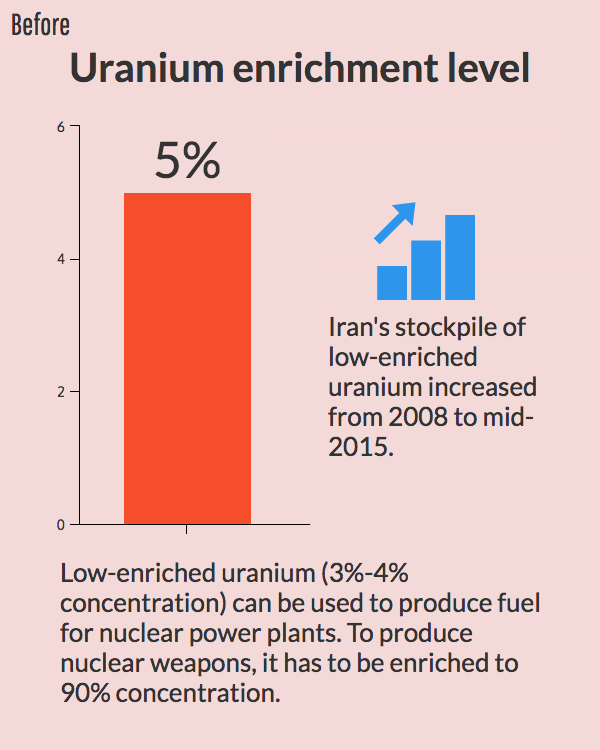 Before
Uranium enrichment level
6
5%
4
2
0
Iran's stockpile of
low-enriched
uranium increased
from 2008 to mid-
2015.
Low-enriched uranium (3%-4%
concentration) can be used to produce fuel
for nuclear power plants. To produce
nuclear weapons, it has to be enriched to
90% concentration.